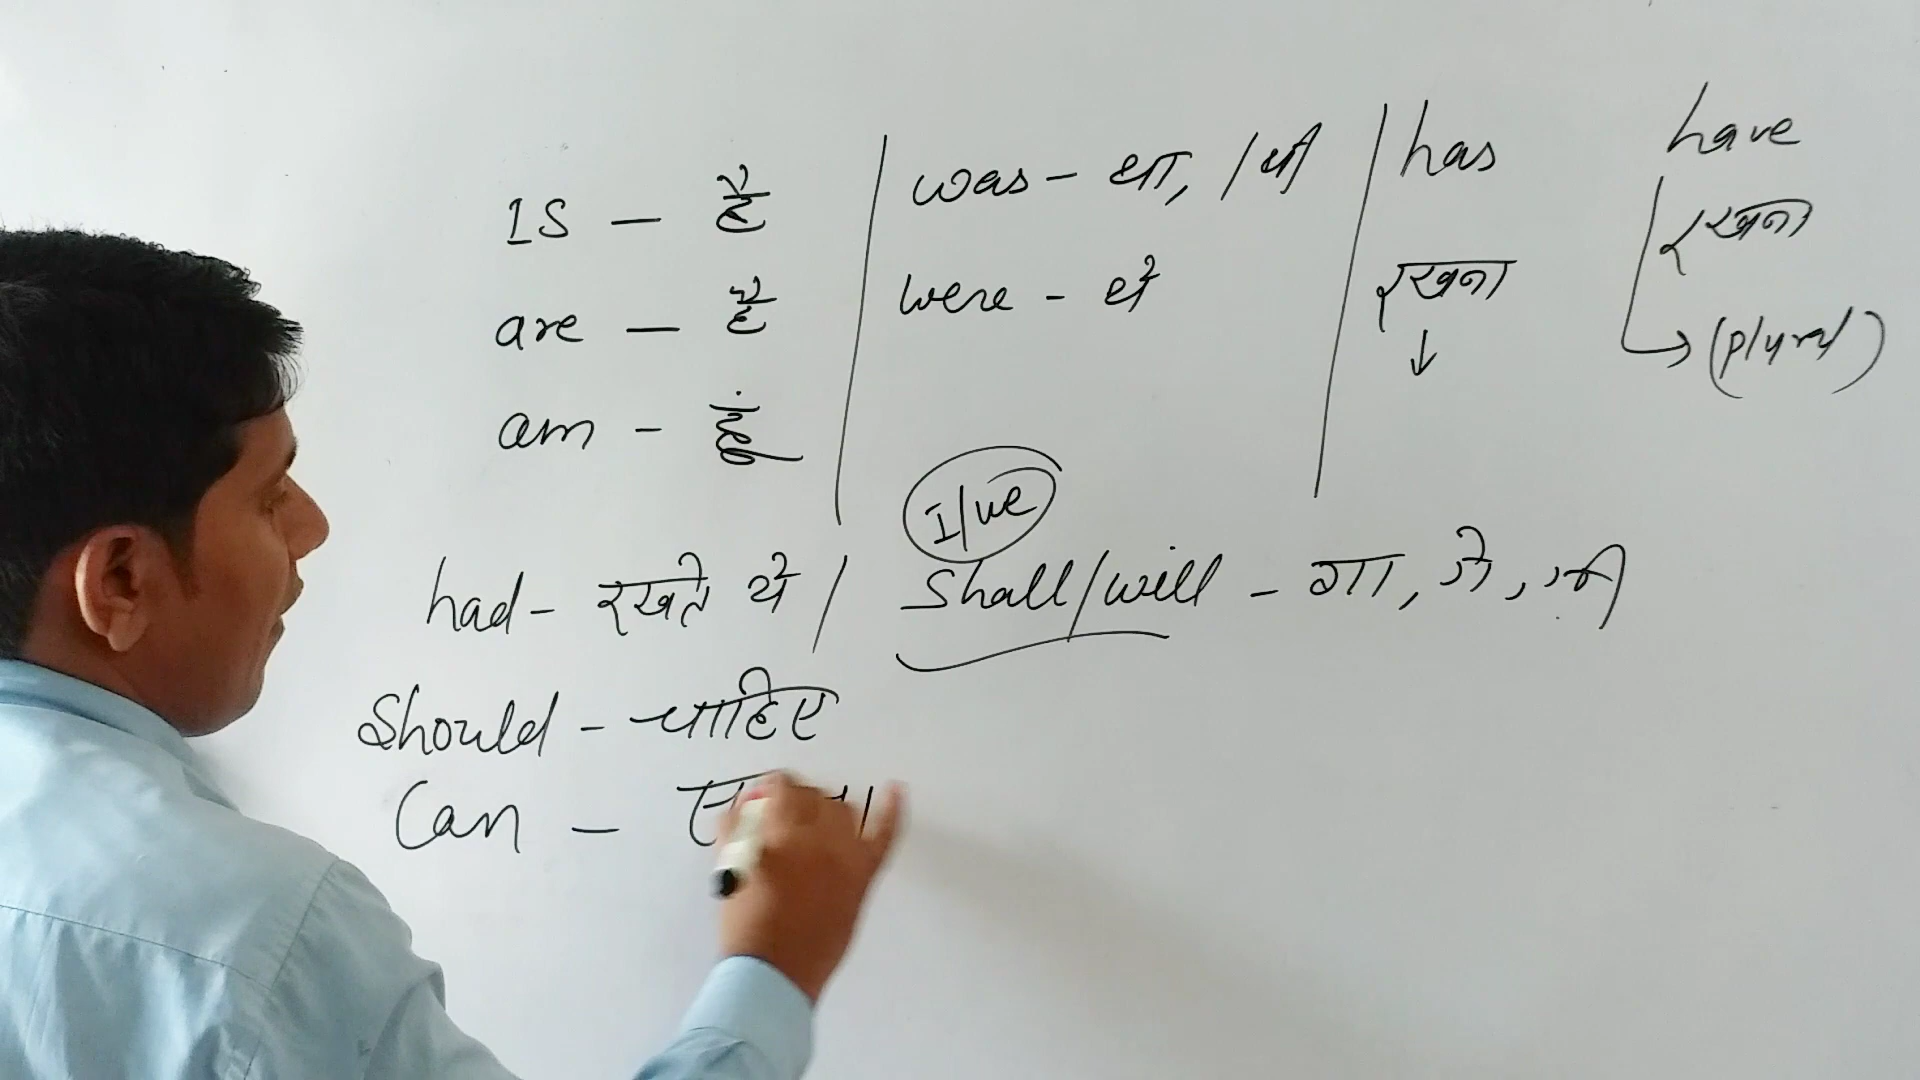 IS – है | was – था, / थी | has have
are – हैं | were – थे | रखना रखना
am – हूँ | ↓ → (plural)
I/we
had – रखते थे / Shall/will – गा, गे, गी
Should – चाहिए
Can –